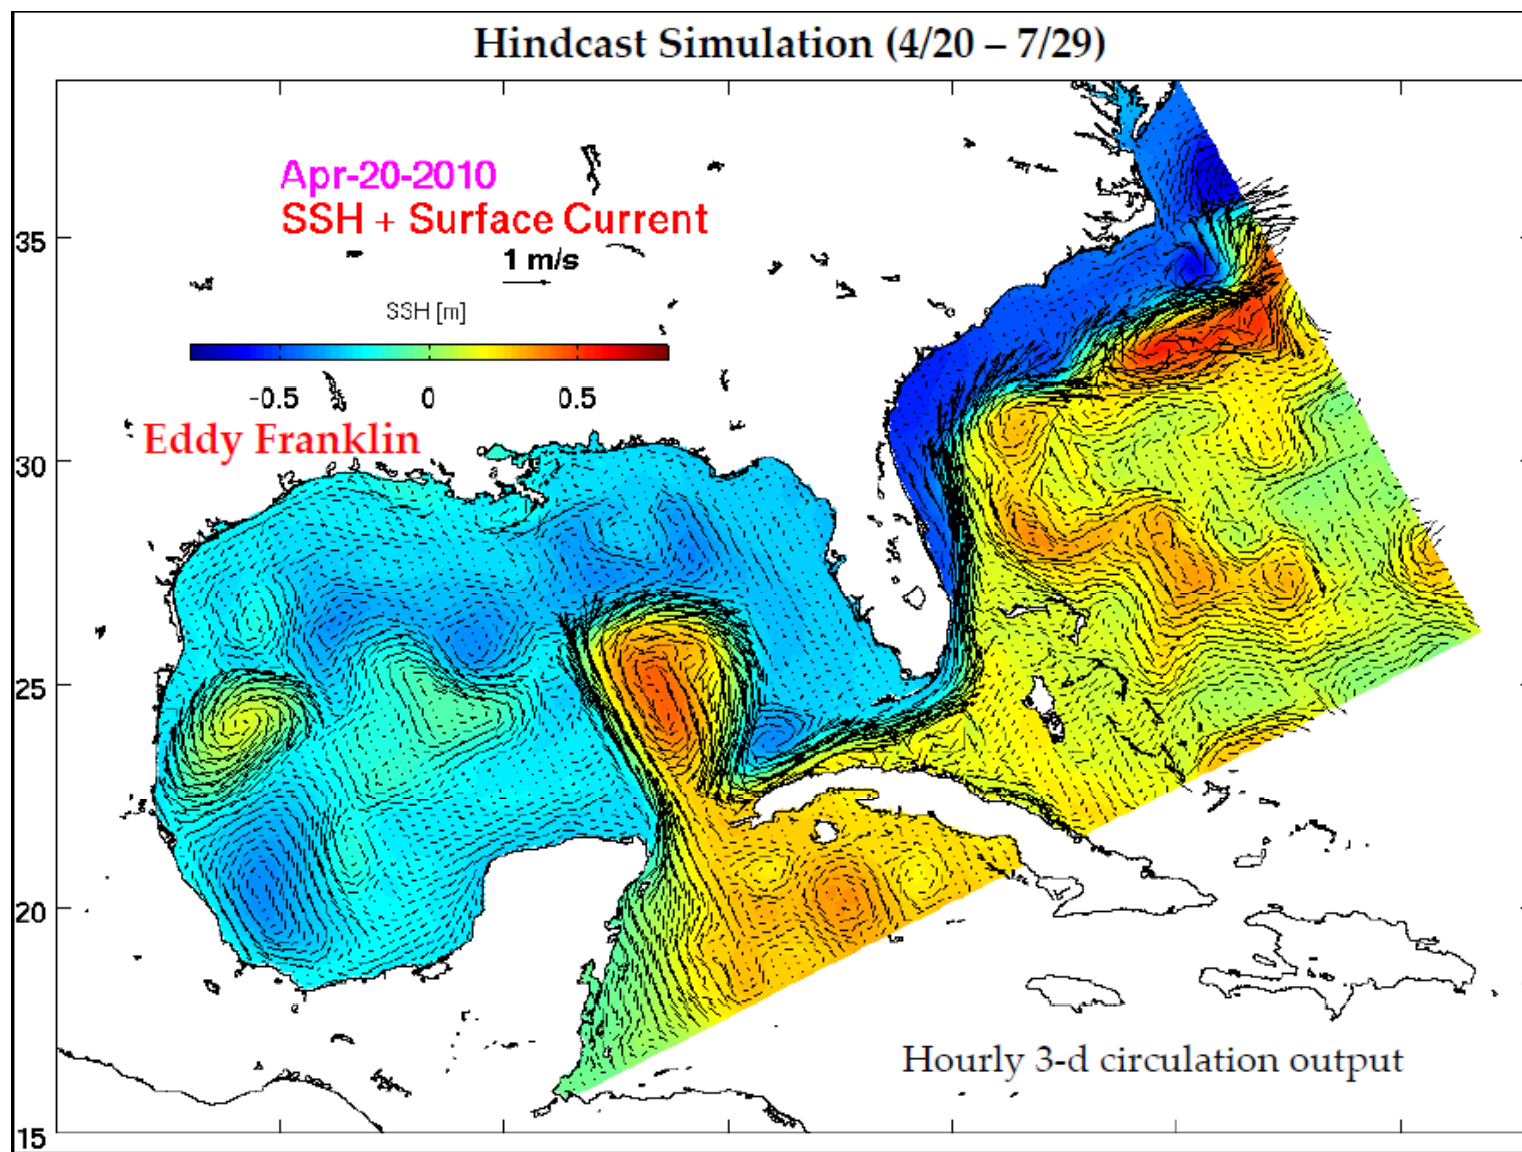 Hindcast Simulation (4/20 – 7/29)
Apr-20-2010
SSH + Surface Current
1 m/s
SSH [m]
-0.5 0 0.5
Eddy Franklin
35
30
25
20
15
Hourly 3-d circulation output